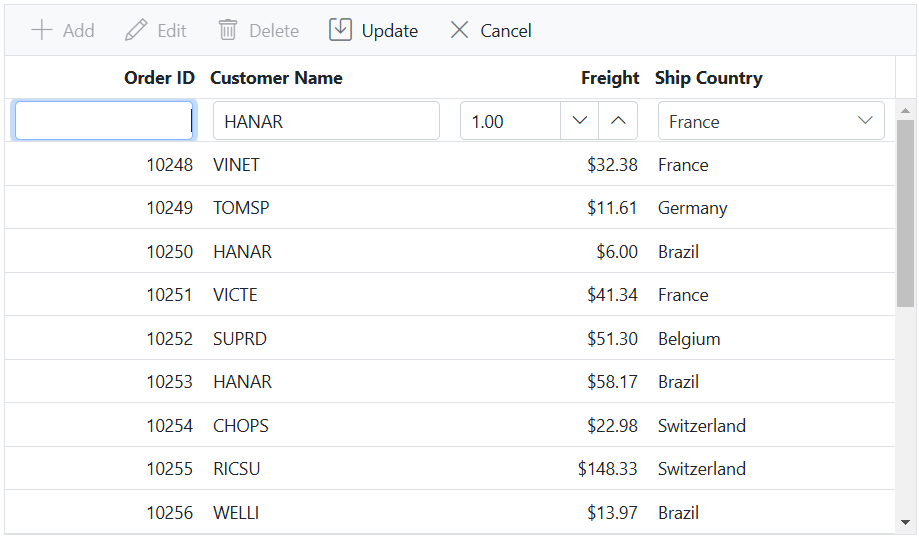 Add Edit Delete Update Cancel
Order ID Customer Name Freight Ship Country
HANAR 1.00 France
10248 VINET $32.38 France
10249 TOMSP $11.61 Germany
10250 HANAR $6.00 Brazil
10251 VICTE $41.34 France
10252 SUPRD $51.30 Belgium
10253 HANAR $58.17 Brazil
10254 CHOPS $22.98 Switzerland
10255 RICSU $148.33 Switzerland
10256 WELLI $13.97 Brazil